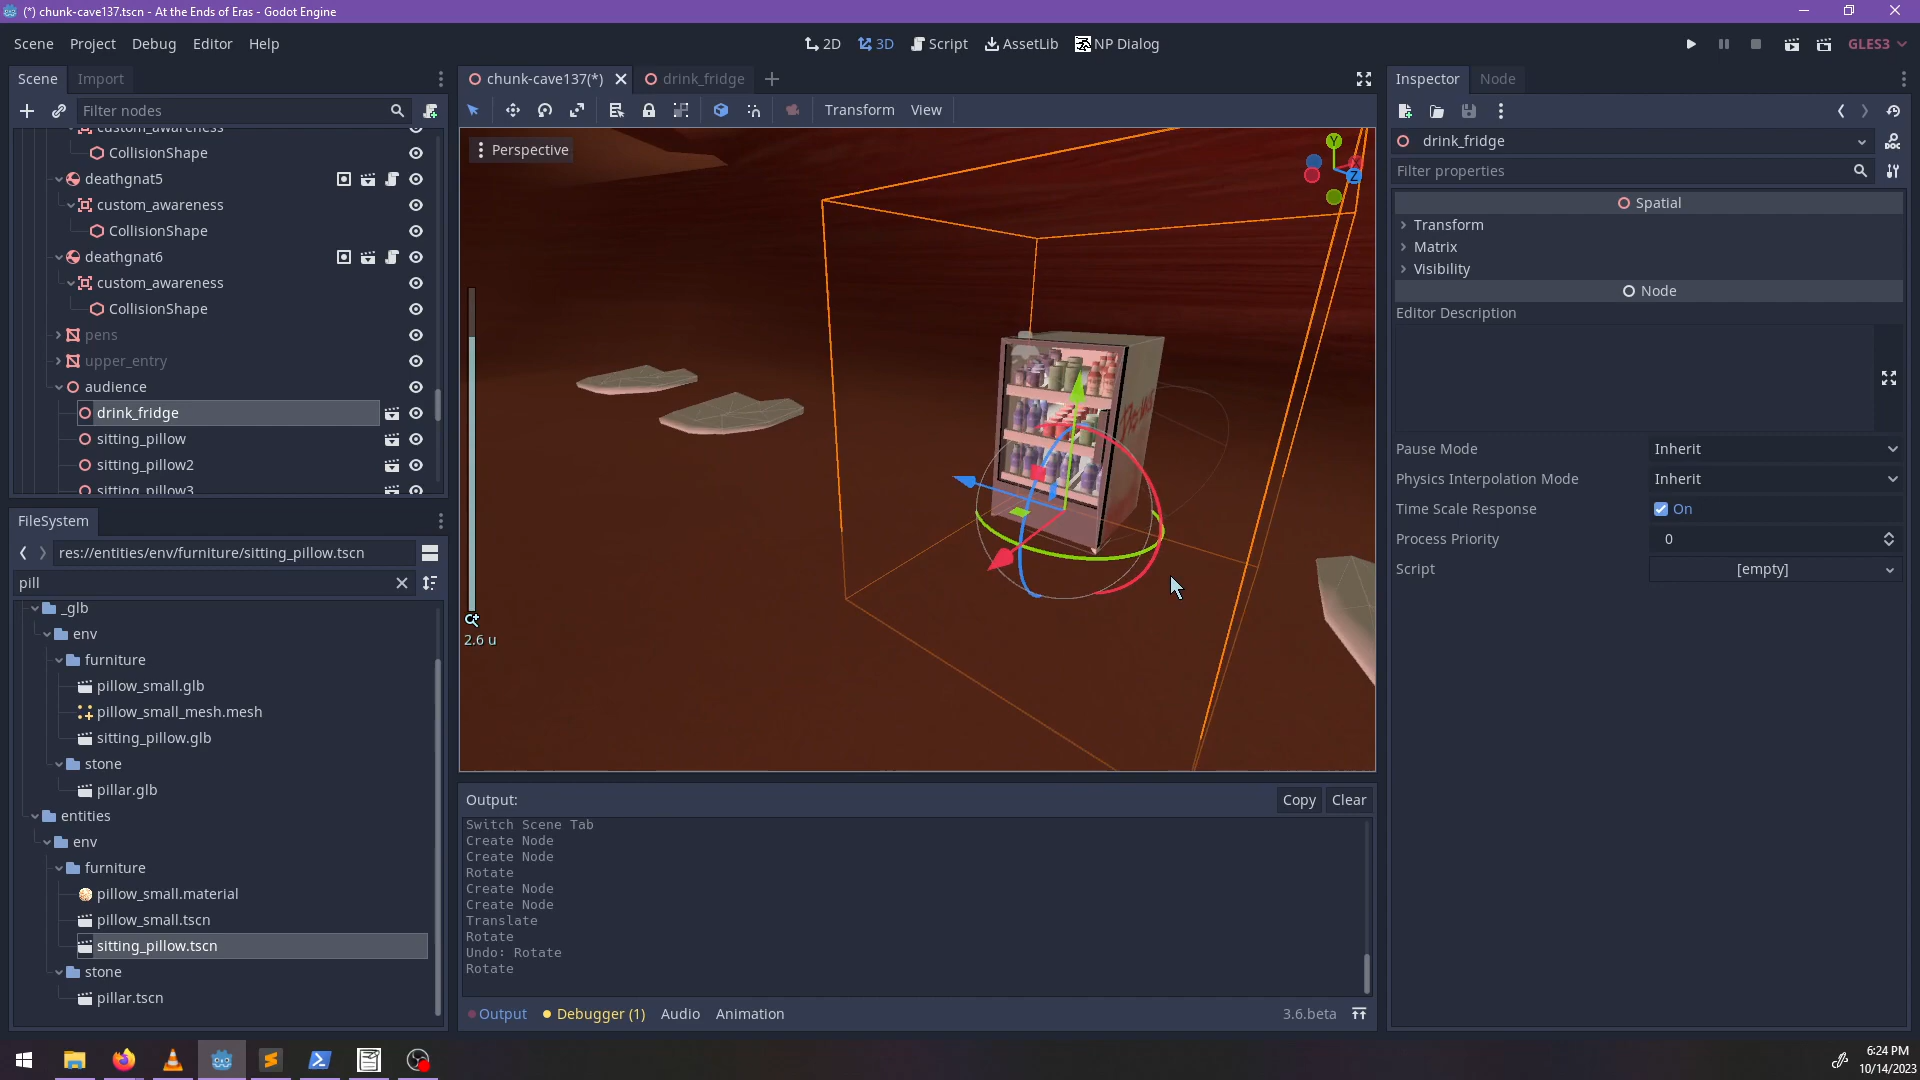 (*) chunk-cave137.tscn - At the Ends of Eras - Godot Engine
Scene Project Debug Editor Help
2D 3D Script AssetLib NP Dialog
GLES3
Scene Import
Filter nodes
custom_awareness
CollisionShape
deathgnat5
custom_awareness
CollisionShape
deathgnat6
custom_awareness
CollisionShape
pens
upper_entry
audience
drink_fridge
sitting_pillow
sitting_pillow2
sitting_pillow3
FileSystem
res://entities/env/furniture/sitting_pillow.tscn
pill
_glb
env
furniture
pillow_small.glb
pillow_small_mesh.mesh
sitting_pillow.glb
stone
pillar.glb
entities
env
furniture
pillow_small.material
pillow_small.tscn
sitting_pillow.tscn
stone
pillar.tscn
chunk-cave137(*) drink_fridge
Transform View
Perspective
Y
Z
2.6 u
Output:
Copy Clear
Switch Scene Tab
Create Node
Create Node
Rotate
Create Node
Create Node
Translate
Rotate
Undo: Rotate
Rotate
Output Debugger (1) Audio Animation 3.6.beta
Inspector Node
drink_fridge
Filter properties
Spatial
Transform
Matrix
Visibility
Node
Editor Description
Pause Mode Inherit
Physics Interpolation Mode Inherit
Time Scale Response On
Process Priority 0
Script [empty]
6:24 PM
10/14/2023